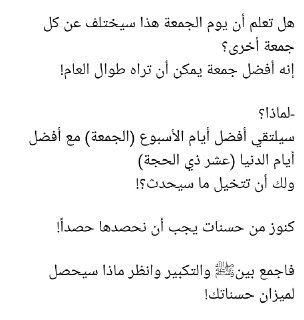 هل تعلم أن يوم الجمعة هذا سيختلف عن كل
جمعة أخرى؟
إنه أفضل جمعة يمكن أن تراه طوال العام!
-لماذا؟
سيلتقي أفضل أيام الأسبوع (الجمعة) مع أفضل
أيام الدنيا (عشر ذي الحجة)
ولك أن تتخيل ما سيحدث؟!
كنوز من حسنات يجب أن نحصدها حصداً!
فاجمع بينﷺ والتكبير وانظر ماذا سيحصل
لميزان حسناتك!